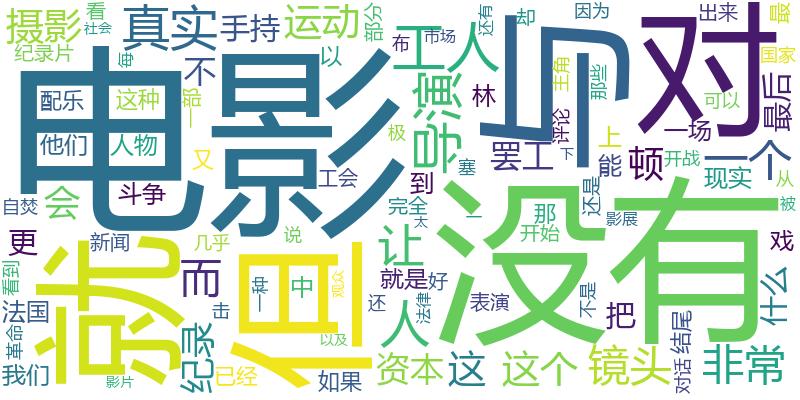 摄影
看
社会
真实
手持
运动
部分
布
市场
还有
却
因为
出来
最
纪录片
每
不
以
工人
导演
与
对
国家
最后
电影
配乐
这种
一部
林
主角
那些
可以
他们
人物
极
评论
上
一场
又
罢工
能
顿
开战
一个
斗争
工会
到
塞
还是
现实
从
自焚
会
完全
太
一
那
影展
被
更
新闻
几乎
说
让
开始
没有
戏
看到
就
而
但
一种
中
就是
好
不是
什么
法国
击
还
法律
表演
把
革命
纪录
观众
人
对话
结尾
我们
影片
已经
以及
如果
资本
这
这个
镜头
非常